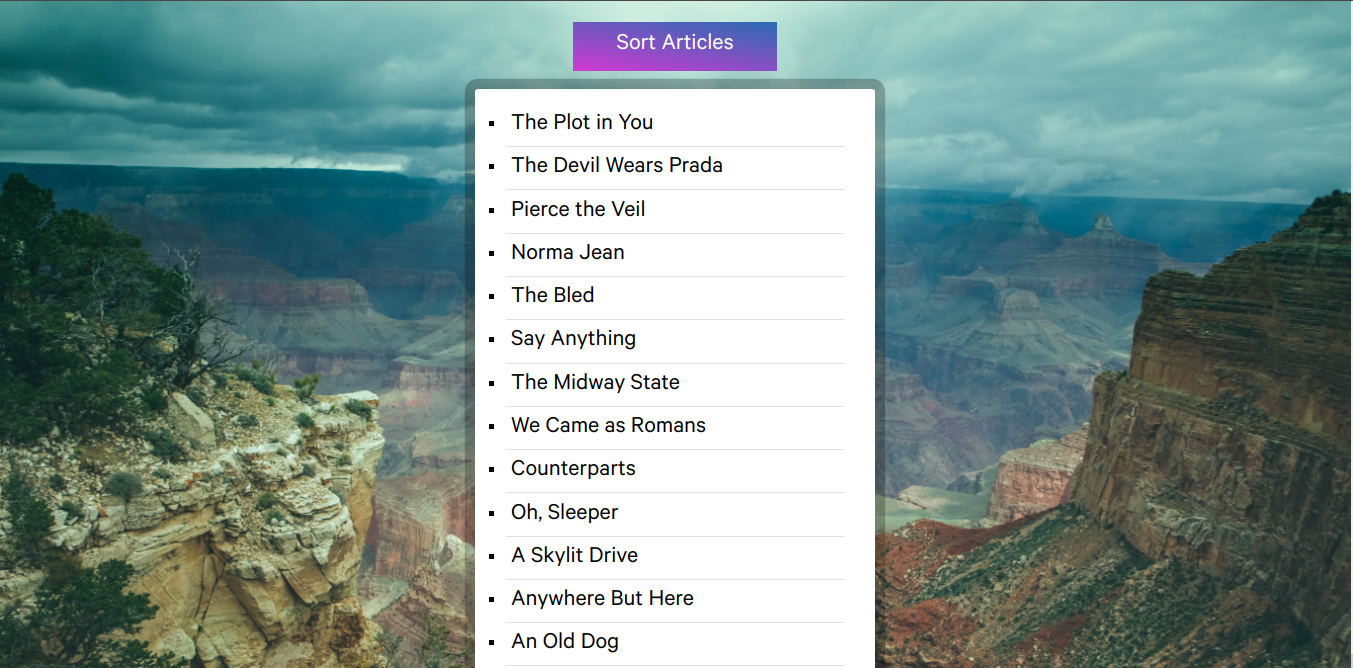 Sort Articles
The Plot in You
The Devil Wears Prada
Pierce the Veil
Norma Jean
The Bled
Say Anything
The Midway State
We Came as Romans
Counterparts
Oh, Sleeper
A Skylit Drive
Anywhere But Here
An Old Dog